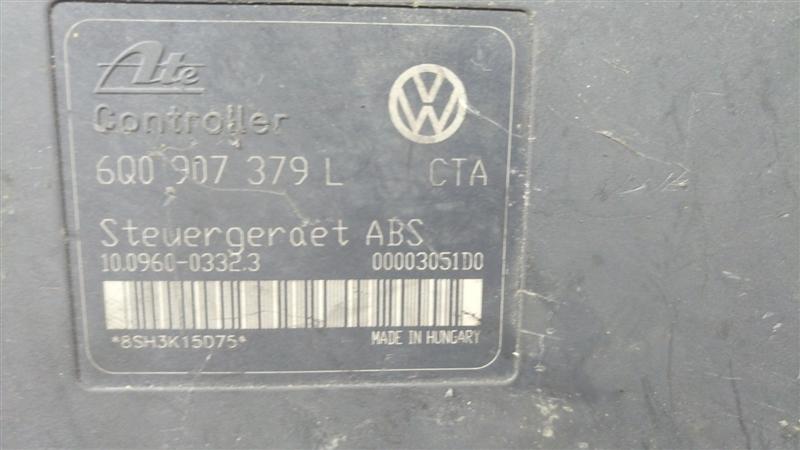 Ate
Controller
6Q0 907 379 L CTA
Steuergeraet ABS
10.0960-0332.3 00003051D0
*8SH3K15D75* MADE IN HUNGARY